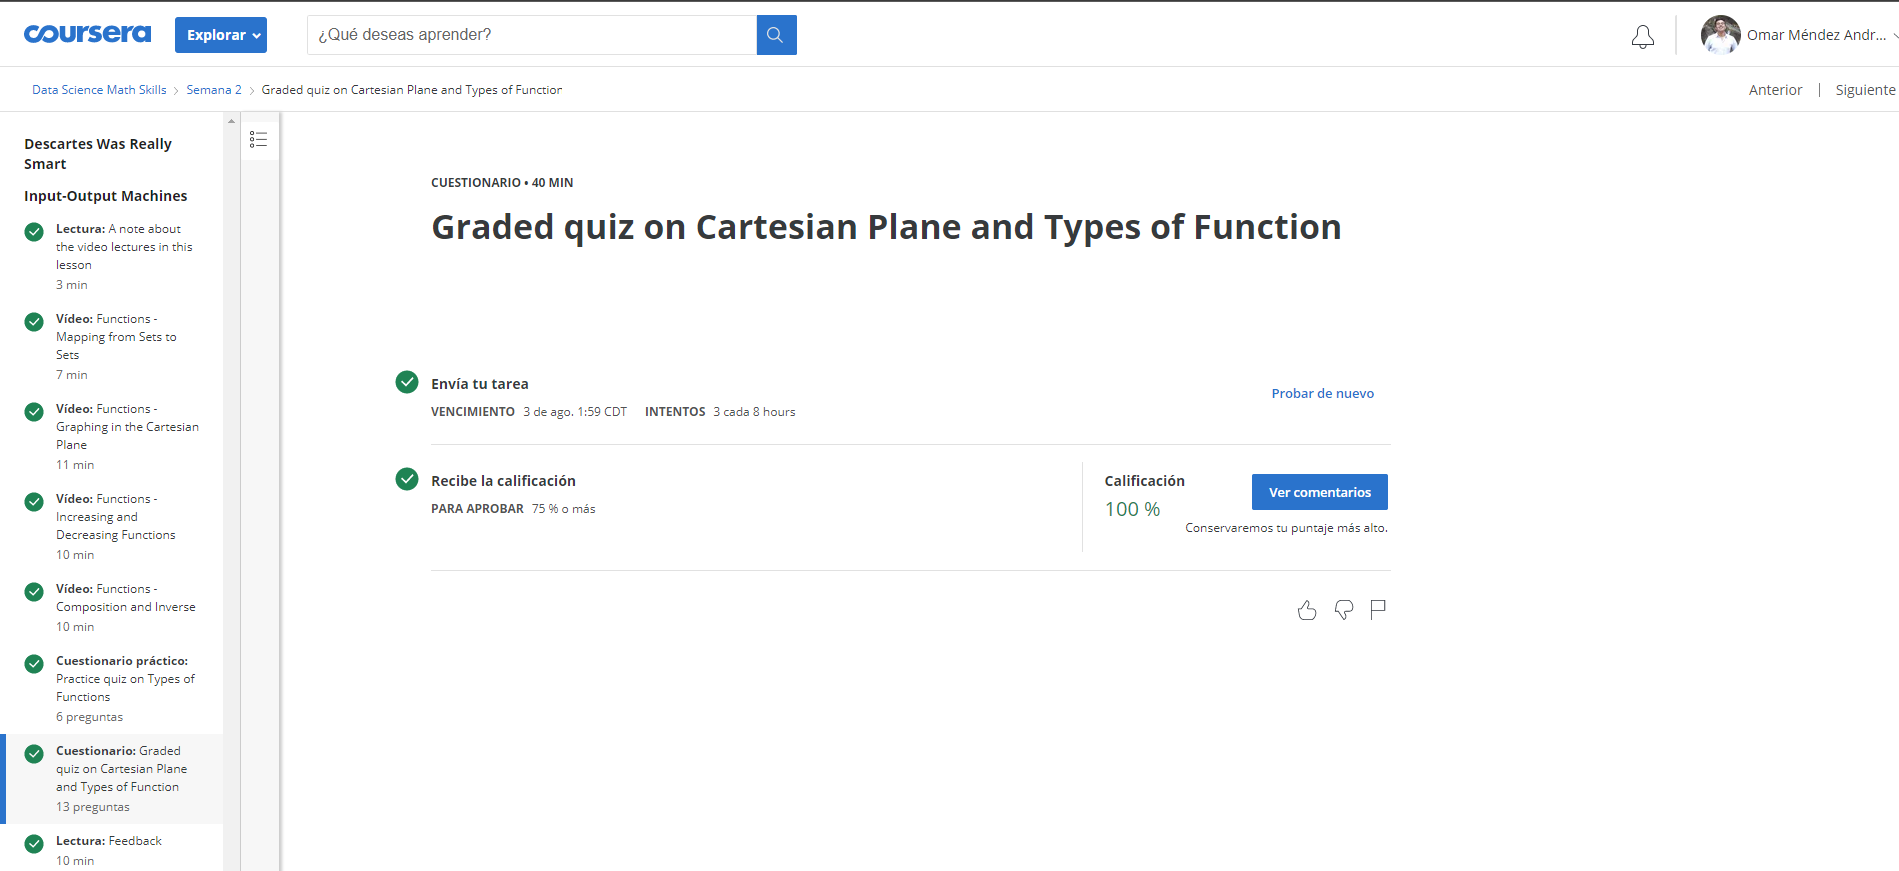 coursera
Explorar
¿Qué deseas aprender?
Omar Méndez Andr...
Data Science Math Skills
Semana 2
Graded quiz on Cartesian Plane and Types of Function
Anterior
Siguiente
Descartes Was Really
Smart
Input-Output Machines
Lectura: A note about
the video lectures in this
lesson
3 min
Vídeo: Functions -
Mapping from Sets to
Sets
7 min
Vídeo: Functions -
Graphing in the Cartesian
Plane
11 min
Vídeo: Functions -
Increasing and
Decreasing Functions
10 min
Vídeo: Functions -
Composition and Inverse
10 min
Cuestionario práctico:
Practice quiz on Types of
Functions
6 preguntas
Cuestionario: Graded
quiz on Cartesian Plane
and Types of Function
13 preguntas
Lectura: Feedback
10 min
CUESTIONARIO • 40 MIN
Graded quiz on Cartesian Plane and Types of Function
Envía tu tarea
VENCIMIENTO 3 de ago. 1:59 CDT INTENTOS 3 cada 8 hours
Probar de nuevo
Recibe la calificación
PARA APROBAR 75 % o más
Calificación
100 %
Ver comentarios
Conservaremos tu puntaje más alto.